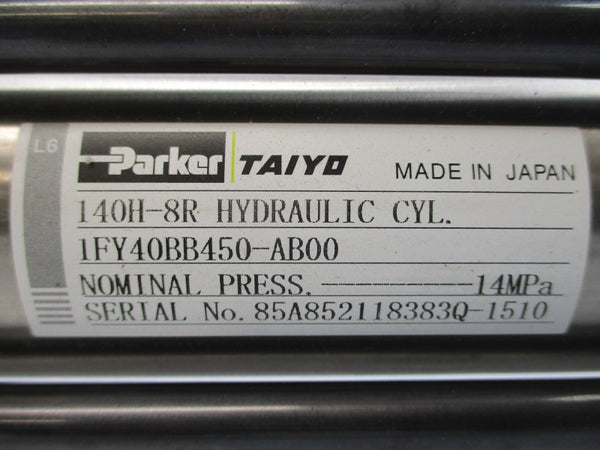 L6
Parker TAIYO MADE IN JAPAN
140H-8R HYDRAULIC CYL.
1FY40BB450-AB00
NOMINAL PRESS.----------14MPa
SERIAL No. 85A852118383Q-1510